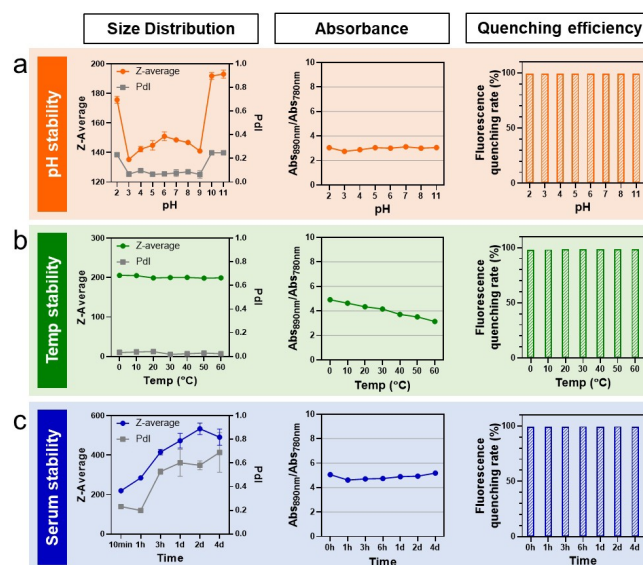 Size Distribution
Absorbance
Quenching efficiency
a
pH stability
Z-Average
200
180
160
140
120
Z-average
PdI
1.0
0.8
0.6
0.4
0.2
0.0
PdI
2 3 4 5 6 7 8 9 10 11
pH
Abs890nm/Abs780nm
10
8
6
4
2
0
2 3 4 5 6 7 8 11
pH
Fluorescence
quenching rate (%)
100
50
0
2 3 4 5 6 7 8 11
pH
b
Temp stability
Z-Average
300
200
100
0
Z-average
PdI
1.0
0.8
0.6
0.4
0.2
0.0
PdI
0 10 20 30 40 50 60
Temp (°C)
Abs890nm/Abs780nm
10
8
6
4
2
0
0 10 20 30 40 50 60
Temp (°C)
Fluorescence
quenching rate (%)
100
50
0
0 10 20 30 40 50 60
Temp (°C)
c
Serum stability
Z-Average
600
400
200
0
Z-average
PdI
1.0
0.8
0.6
0.4
0.2
0.0
PdI
10min 1h 3h 1d 2d 4d
Time
Abs890nm/Abs780nm
10
8
6
4
2
0
0h 1h 3h 6h 1d 2d 4d
Time
Fluorescence
quenching rate (%)
100
50
0
0h 1h 3h 6h 1d 2d 4d
Time